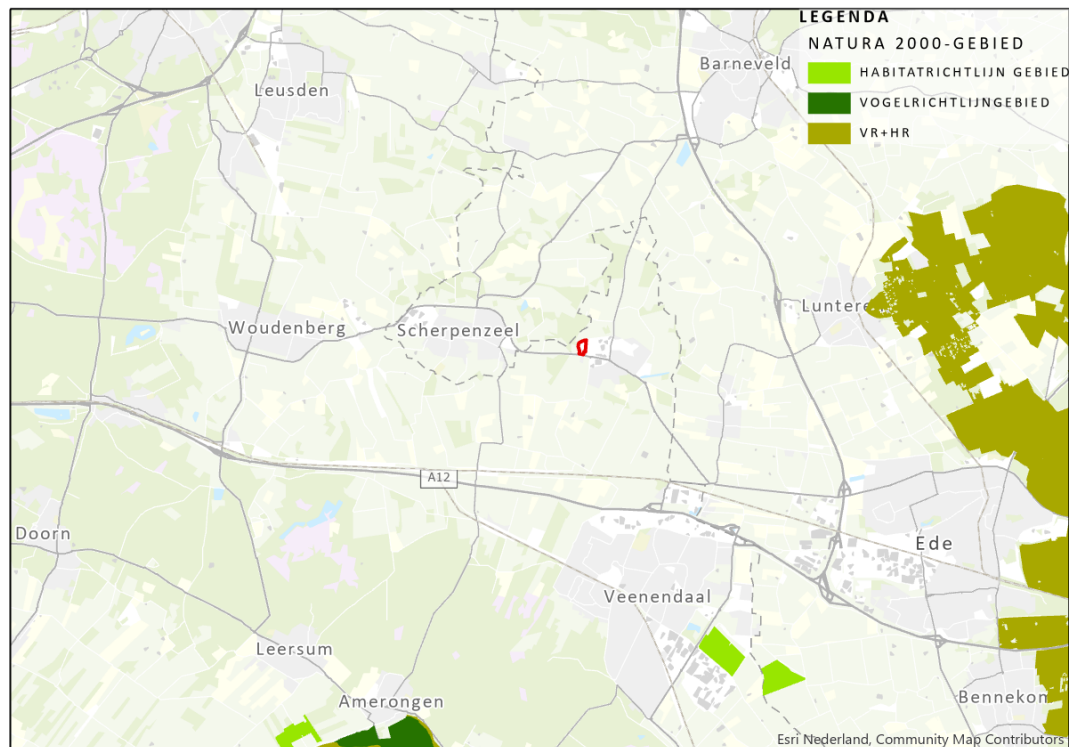 LEGENDA
NATURA 2000-GEBIED
HABITATRICHTLIJN GEBIED
VOGELRICHTLIJNGEBIED
VR+HR
Barneveld
Leusden
Luntere
Woudenberg
Scherpenzeel
A12
Doorn
Ede
Veenendaal
Leersum
Amerongen
Bennekom
Esri Nederland, Community Map Contributors